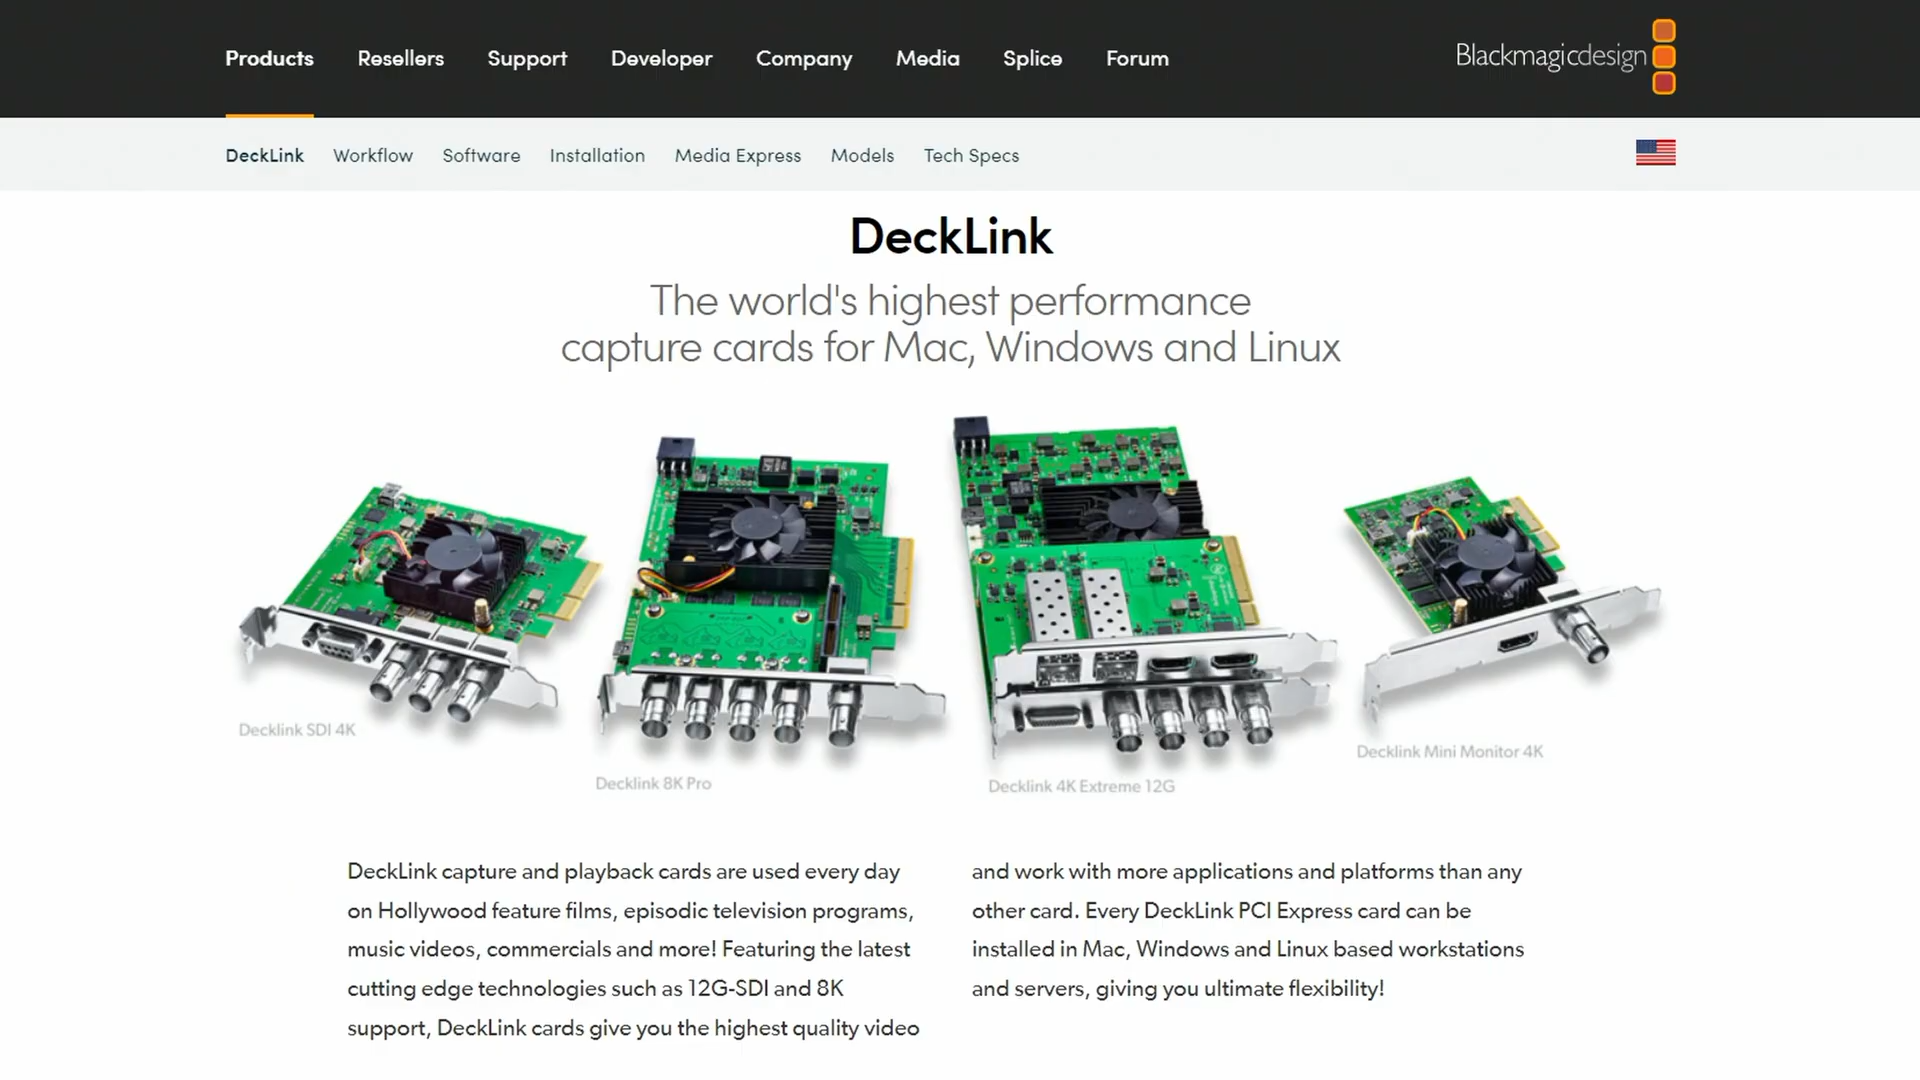 Products Resellers Support Developer Company Media Splice Forum
Blackmagicdesign
DeckLink Workflow Software Installation Media Express Models Tech Specs
DeckLink
The world's highest performance
capture cards for Mac, Windows and Linux
Decklink SDI 4K
Decklink 8K Pro
Decklink 4K Extreme 12G
Decklink Mini Monitor 4K
DeckLink capture and playback cards are used every day
on Hollywood feature films, episodic television programs,
music videos, commercials and more! Featuring the latest
cutting edge technologies such as 12G-SDI and 8K
support, DeckLink cards give you the highest quality video
and work with more applications and platforms than any
other card. Every DeckLink PCI Express card can be
installed in Mac, Windows and Linux based workstations
and servers, giving you ultimate flexibility!